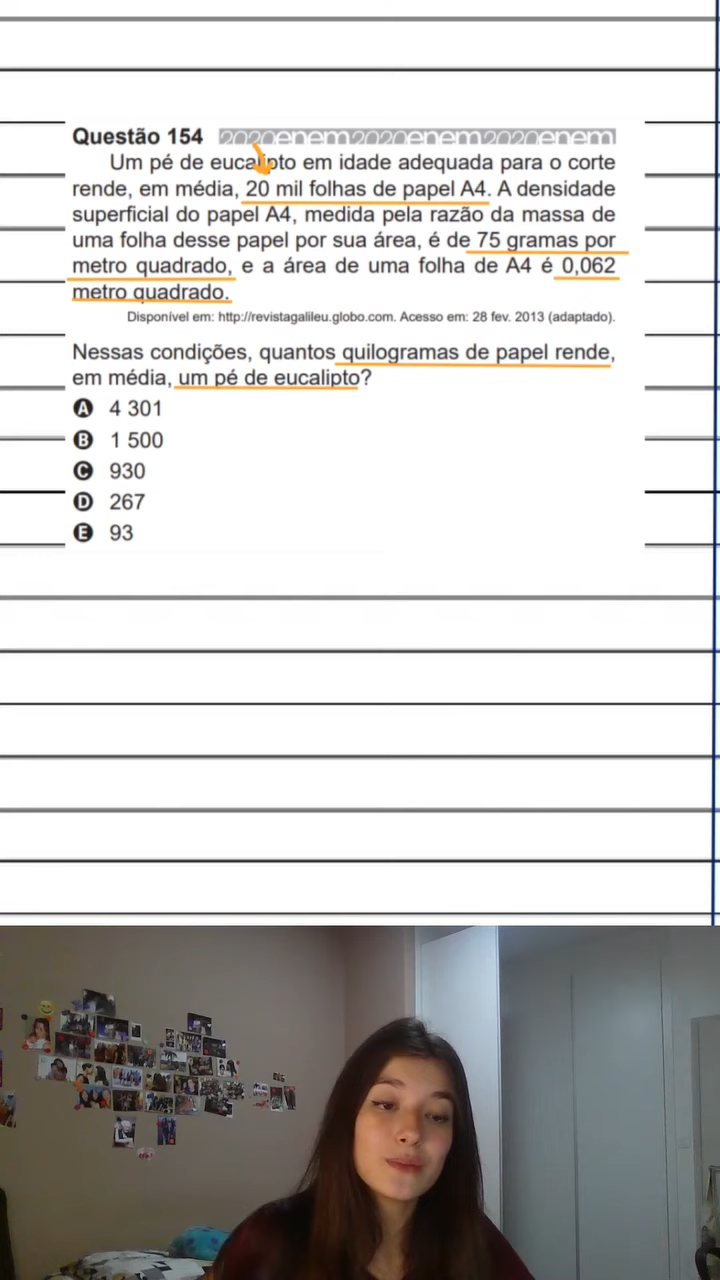 Questão 154 2020enem2020enem2020enem
Um pé de eucalipto em idade adequada para o corte
rende, em média, 20 mil folhas de papel A4. A densidade
superficial do papel A4, medida pela razão da massa de
uma folha desse papel por sua área, é de 75 gramas por
metro quadrado, e a área de uma folha de A4 é 0,062
metro quadrado.
Disponível em: http://revistagalileu.globo.com. Acesso em: 28 fev. 2013 (adaptado).
Nessas condições, quantos quilogramas de papel rende,
em média, um pé de eucalipto?
A 4 301
B 1 500
C 930
D 267
E 93